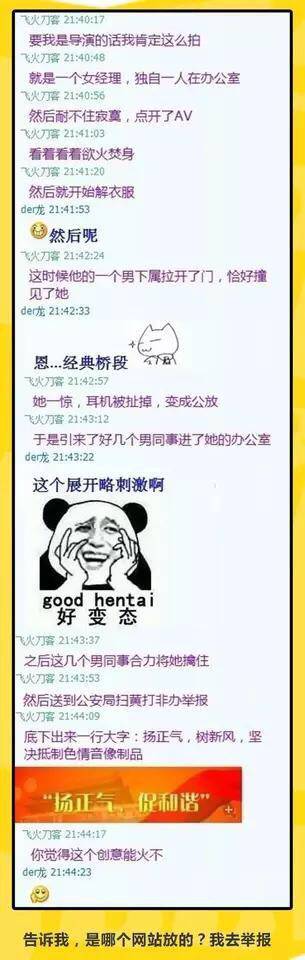 飞火刀客 21:40:17
要我是导演的话我肯定这么拍
飞火刀客 21:40:48
就是一个女经理，独自一人在办公室
飞火刀客 21:40:56
然后耐不住寂寞，点开了AV
飞火刀客 21:41:03
看着看着欲火焚身
飞火刀客 21:41:20
然后就开始解衣服
der龙 21:41:53
然后呢
飞火刀客 21:42:24
这时候他的一个男下属拉开了门，恰好撞
见了她
der龙 21:42:33
恩...经典桥段
飞火刀客 21:42:57
她一惊，耳机被扯掉，变成公放
飞火刀客 21:43:12
于是引来了好几个男同事进了她的办公室
der龙 21:43:22
这个展开略刺激啊
good hentai
好变态
飞火刀客 21:43:37
之后这几个男同事合力将她擒住
飞火刀客 21:43:53
然后送到公安局扫黄打非办举报
飞火刀客 21:44:09
底下出来一行大字：扬正气，树新风，坚
决抵制色情音像制品
“扬正气，促和谐”
飞火刀客 21:44:17
你觉得这个创意能火不
der龙 21:44:23
告诉我，是哪个网站放的？我去举报